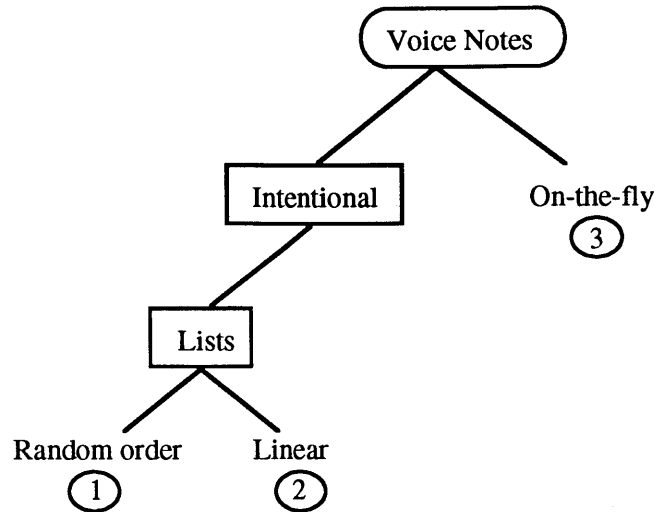 Voice Notes
Intentional
On-the-fly
3
Lists
Random order
Linear
1
2